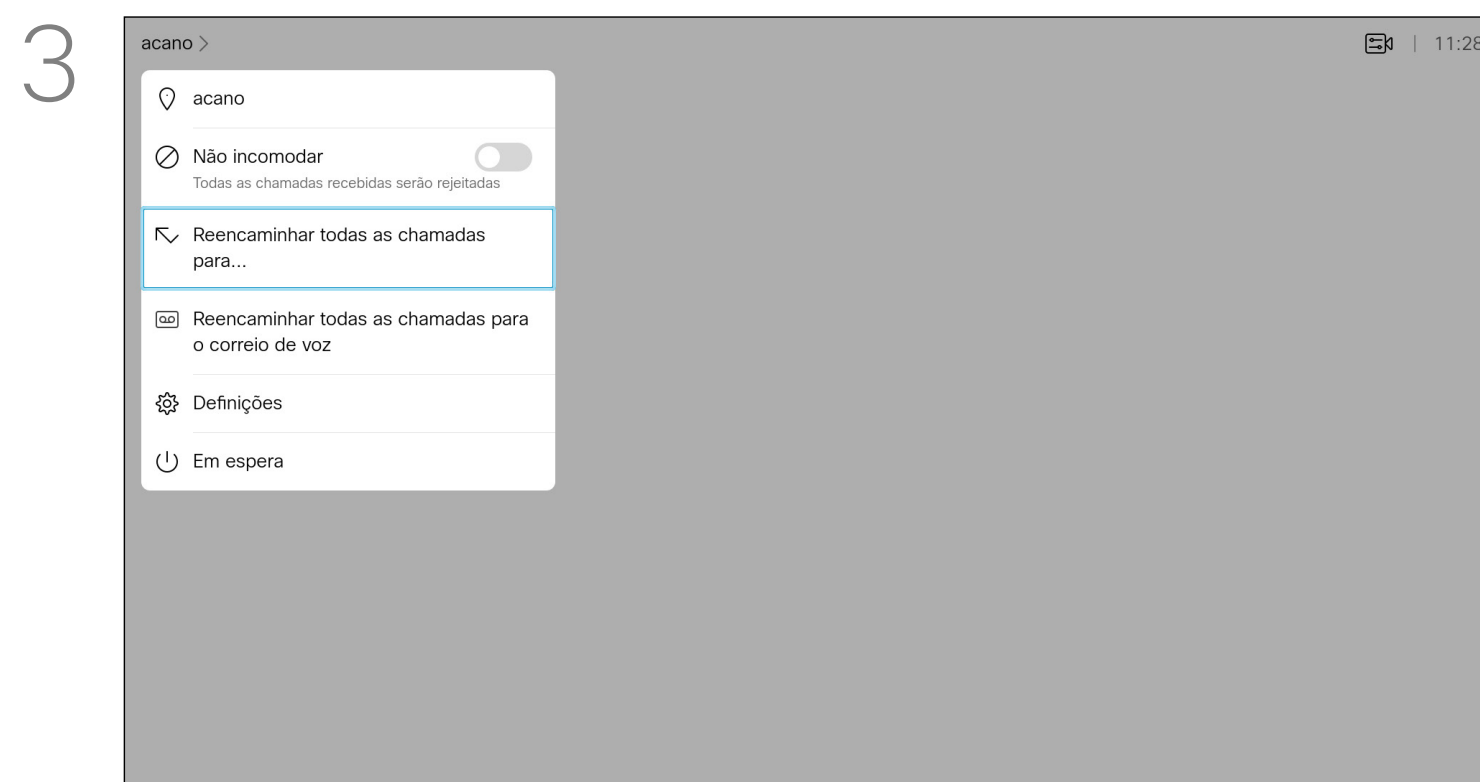 3
acano
11:28
acano
Não incomodar
Todas as chamadas recebidas serão rejeitadas
Reencaminhar todas as chamadas
para...
Reencaminhar todas as chamadas para
o correio de voz
Definições
Em espera